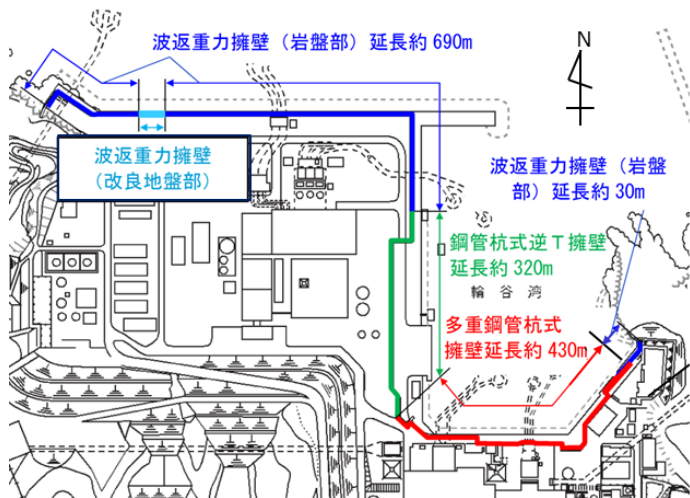 波返重力擁壁（岩盤部）延長約 690m
N
波返重力擁壁
（改良地盤部）
波返重力擁壁（岩盤
部）延長約 30m
鋼管杭式逆Ｔ擁壁
延長約 320m
輪谷湾
多重鋼管杭式
擁壁延長約 430m